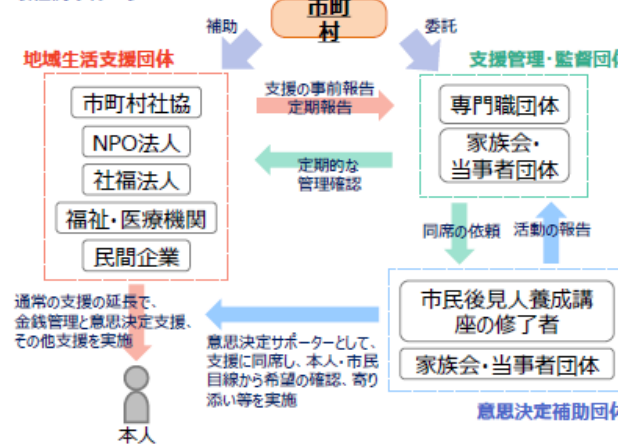 市町
村
補助
委託
地域生活支援団体
支援管理・監督団体
市町村社協
NPO法人
社福法人
福祉・医療機関
民間企業
支援の事前報告
定期報告
定期的な
管理確認
専門職団体
家族会・
当事者団体
同席の依頼
活動の報告
通常の支援の延長で、
金銭管理と意思決定支援、
その他支援を実施
意思決定サポーターとして、
支援に同席し、本人・市民
目線から希望の確認、寄り
添い等を実施
市民後見人養成講
座の修了者
家族会・当事者団体
意思決定補助団体
本人